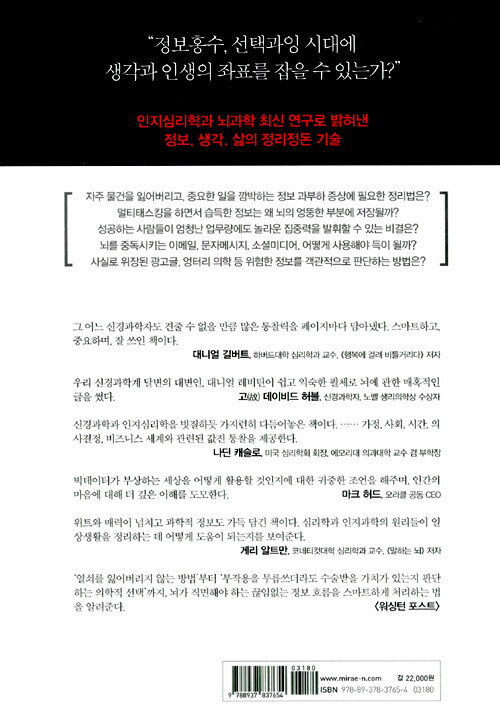 “정보홍수, 선택과잉 시대에
생각과 인생의 좌표를 잡을 수 있는가?”
인지심리학과 뇌과학 최신 연구로 밝혀낸
정보, 생각, 삶의 정리정돈 기술
자주 물건을 잃어버리고, 중요한 일을 깜박하는 정보 과부하 증상에 필요한 정리법은?
멀티태스킹을 하면서 습득한 정보는 왜 뇌의 엉뚱한 부분에 저장될까?
성공하는 사람들이 엄청난 업무량에도 놀라운 집중력을 발휘할 수 있는 비결은?
뇌를 중독시키는 이메일, 문자메시지, 소셜미디어, 어떻게 사용해야 득이 될까?
사실로 위장된 광고글, 엉터리 의학 등 위험한 정보를 객관적으로 판단하는 방법은?
그 어느 신경과학자도 견줄 수 없을 만큼 많은 통찰력을 페이지마다 담아냈다. 스마트하고,
중요하며, 잘 쓰인 책이다.
대니얼 길버트, 하버드대학 심리학과 교수, 《행복에 걸려 비틀거리다》 저자
우리 신경과학계 달변의 대변인, 대니얼 레비틴이 쉽고 익숙한 필체로 뇌에 관한 매혹적인
글을 썼다. 고(故) 데이비드 허블, 신경과학자, 노벨 생리의학상 수상자
신경과학과 인지심리학을 빗질하듯 가지런히 다듬어놓은 책이다. …… 가정, 사회, 시간, 의
사결정, 비즈니스 세계와 관련된 값진 통찰을 제공한다.
나딘 캐슬로, 미국 심리학회 회장, 에모리대 의과대학 교수 겸 부학장
빅데이터가 부상하는 세상을 어떻게 활용할 것인지에 대한 귀중한 조언을 해주며, 인간의
마음에 대해 더 깊은 이해를 도모한다. 마크 허드, 오라클 공동 CEO
위트와 매력이 넘치고 과학적 정보도 가득 담긴 책이다. 심리학과 인지과학의 원리들이 일
상생활을 정리하는 데 어떻게 도움이 되는지를 보여준다.
게리 알트만, 코네티컷대학 심리학과 교수, 《말하는 뇌》 저자
‘열쇠를 잃어버리지 않는 방법’부터 ‘부작용을 무릅쓰더라도 수술받을 가치가 있는지 판단
하는 의학적 선택’까지, 뇌가 직면해야 하는 끊임없는 정보 흐름을 스마트하게 처리하는 법
을 알려준다. 《워싱턴 포스트》
03180
9 788937 837654
www.mirae-n.com 값 22,000원
ISBN 978-89-378-3765-4 03180